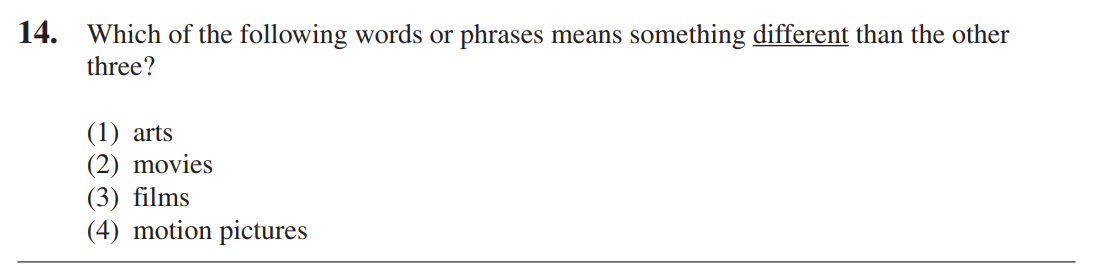 14. Which of the following words or phrases means something different than the other
three?
(1) arts
(2) movies
(3) films
(4) motion pictures